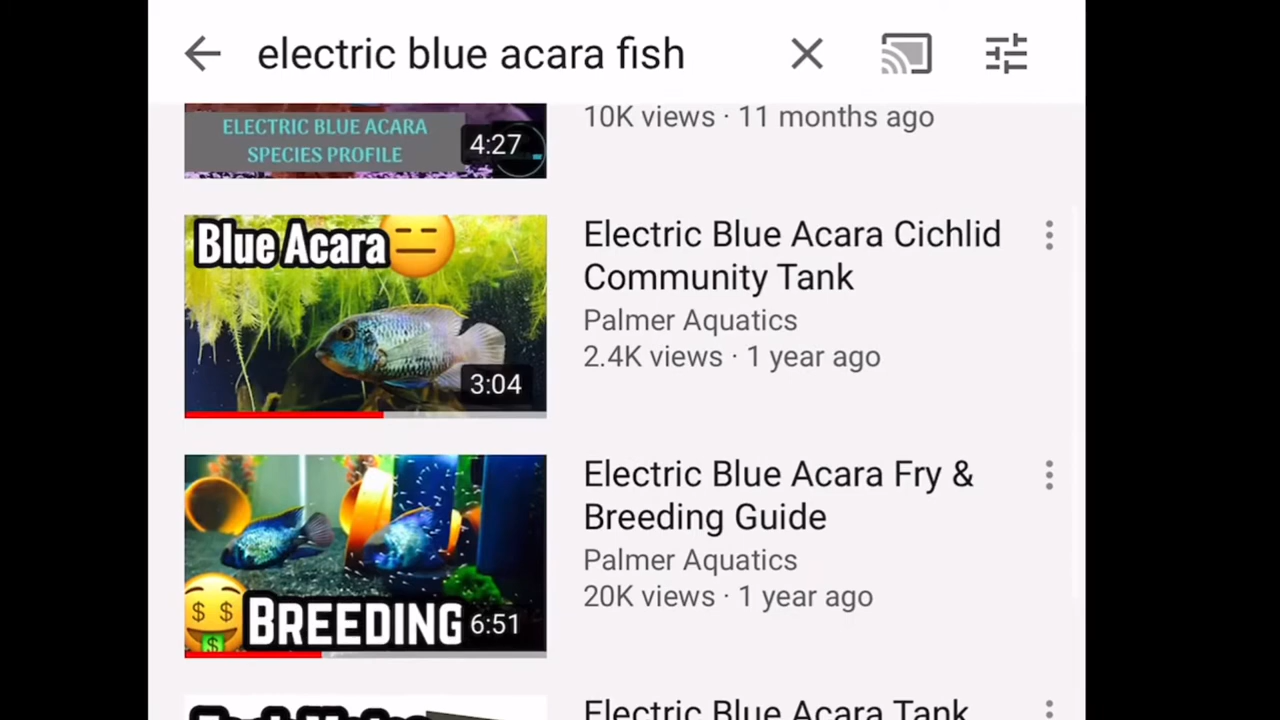 electric blue acara fish
10K views · 11 months ago
ELECTRIC BLUE ACARA
SPECIES PROFILE
4:27
Blue Acara
3:04
Electric Blue Acara Cichlid
Community Tank
Palmer Aquatics
2.4K views · 1 year ago
BREEDING
6:51
Electric Blue Acara Fry &
Breeding Guide
Palmer Aquatics
20K views · 1 year ago
Electric Blue Acara Tank